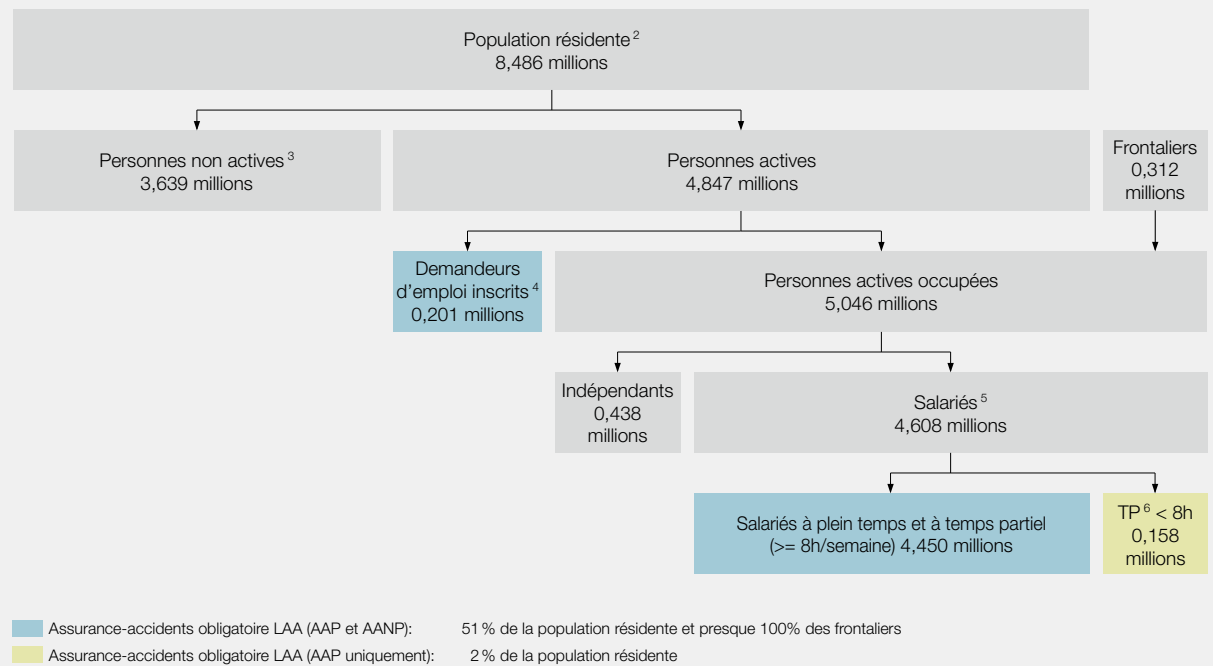 Population résidente 2
8,486 millions
Personnes non actives 3
3,639 millions
Personnes actives
4,847 millions
Frontaliers
0,312
millions
Demandeurs
d'emploi inscrits 4
0,201 millions
Personnes actives occupées
5,046 millions
Indépendants
0,438
millions
Salariés 5
4,608 millions
Salariés à plein temps et à temps partiel
(>= 8h/semaine) 4,450 millions
TP 6 < 8h
0,158
millions
Assurance-accidents obligatoire LAA (AAP et AANP): 51 % de la population résidente et presque 100% des frontaliers
Assurance-accidents obligatoire LAA (AAP uniquement): 2 % de la population résidente